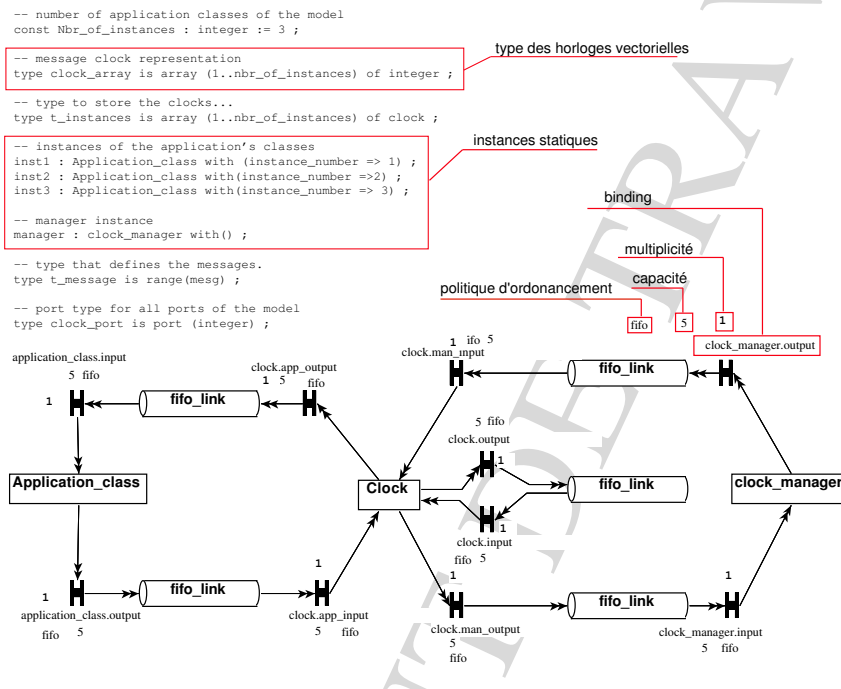 -- number of application classes of the model
const Nbr_of_instances : integer := 3 ;
-- message clock representation
type clock_array is array (1..nbr_of_instances) of integer ;
type des horloges vectorielles
-- type to store the clocks...
type t_instances is array (1..nbr_of_instances) of clock ;
-- instances of the application's classes
inst1 : Application_class with (instance_number => 1) ;
inst2 : Application_class with(instance_number =>2) ;
inst3 : Application_class with(instance_number => 3) ;
instances statiques
-- manager instance
manager : clock_manager with() ;
binding
-- type that defines the messages.
type t_message is range(mesg) ;
multiplicité
capacité
politique d'ordonancement
-- port type for all ports of the model
type clock_port is port (integer) ;
fifo
5
1
clock_manager.output
application_class.input
5 fifo
1
clock.app_output
1 5
fifo
1 ifo 5
clock.man_input
fifo_link
fifo_link
5 fifo
clock.output
1
Application_class
Clock
fifo_link
clock_manager
1
clock.input
fifo 5
1
application_class.output
fifo 5
fifo_link
1
clock.app_input
5 fifo
1
clock.man_output
5
fifo
fifo_link
1
clock_manager.input
5 fifo
NT DE TRA